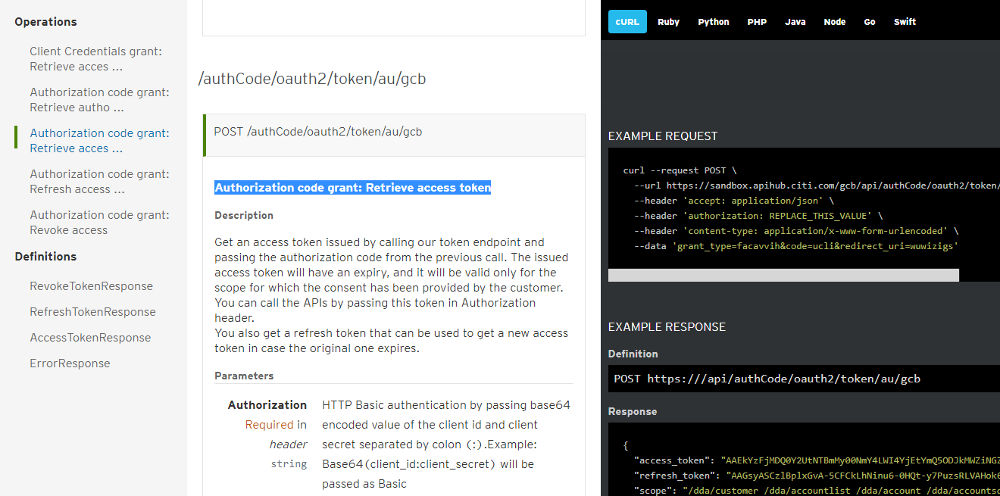 Operations
Client Credentials grant:
Retrieve acces ...
Authorization code grant:
Retrieve autho ...
Authorization code grant:
Retrieve acces ...
Authorization code grant:
Refresh access ...
Authorization code grant:
Revoke access
Definitions
RevokeTokenResponse
RefreshTokenResponse
AccessTokenResponse
ErrorResponse
/authCode/oauth2/token/au/gcb
POST /authCode/oauth2/token/au/gcb
Authorization code grant: Retrieve access token
Description
Get an access token issued by calling our token endpoint and
passing the authorization code from the previous call. The issued
access token will have an expiry, and it will be valid only for the
scope for which the consent has been provided by the customer.
You can call the APIs by passing this token in Authorization
header.
You also get a refresh token that can be used to get a new access
token in case the original one expires.
Parameters
Authorization
Required in
header
string
HTTP Basic authentication by passing base64
encoded value of the client id and client
secret separated by colon (:).Example:
Base64(client_id:client_secret) will be
passed as Basic
cURL Ruby Python PHP Java Node Go Swift
EXAMPLE REQUEST
curl --request POST \
--url https://sandbox.apihub.citi.com/gcb/api/authCode/oauth2/token/
--header 'accept: application/json' \
--header 'authorization: REPLACE_THIS_VALUE' \
--header 'content-type: application/x-www-form-urlencoded' \
--data 'grant_type=facavvih&code=ucli&redirect_uri=wuwizigs'
EXAMPLE RESPONSE
Definition
POST https:///api/authCode/oauth2/token/au/gcb
Response
{
"access_token": "AAEkYzFjMDQ0Y2UtNTBmMy00NmY4LWI4YjEtYmQ5ODJkMWZiNGZ
"refresh_token": "AAGsyASCzlBplxGvA-5CFCkLhNinu6-0HQt-y7PuzsRLVAHok6
"scope": "/dda/customer /dda/accountlist /dda/account /dda/accountsc